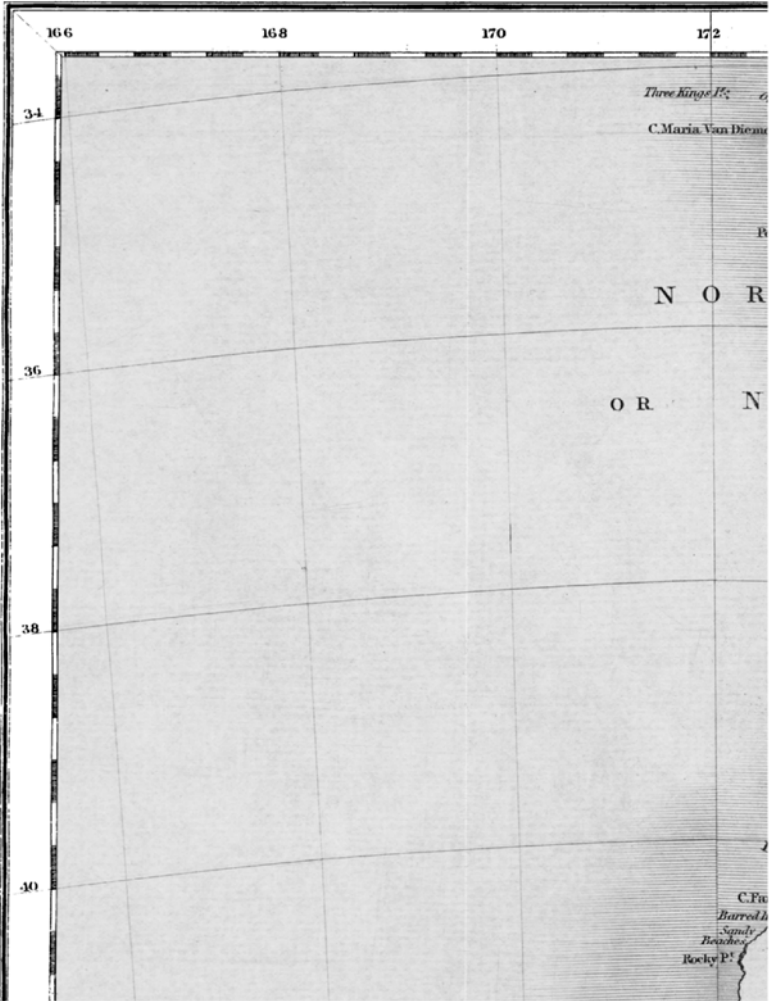 166 168 170 172
34
Three Kings Is.
C. Maria Van Dieme
N O R
36
O R N
38
40
C. Fa
Barred I
Sandy
Beaches
Rocky Pt.